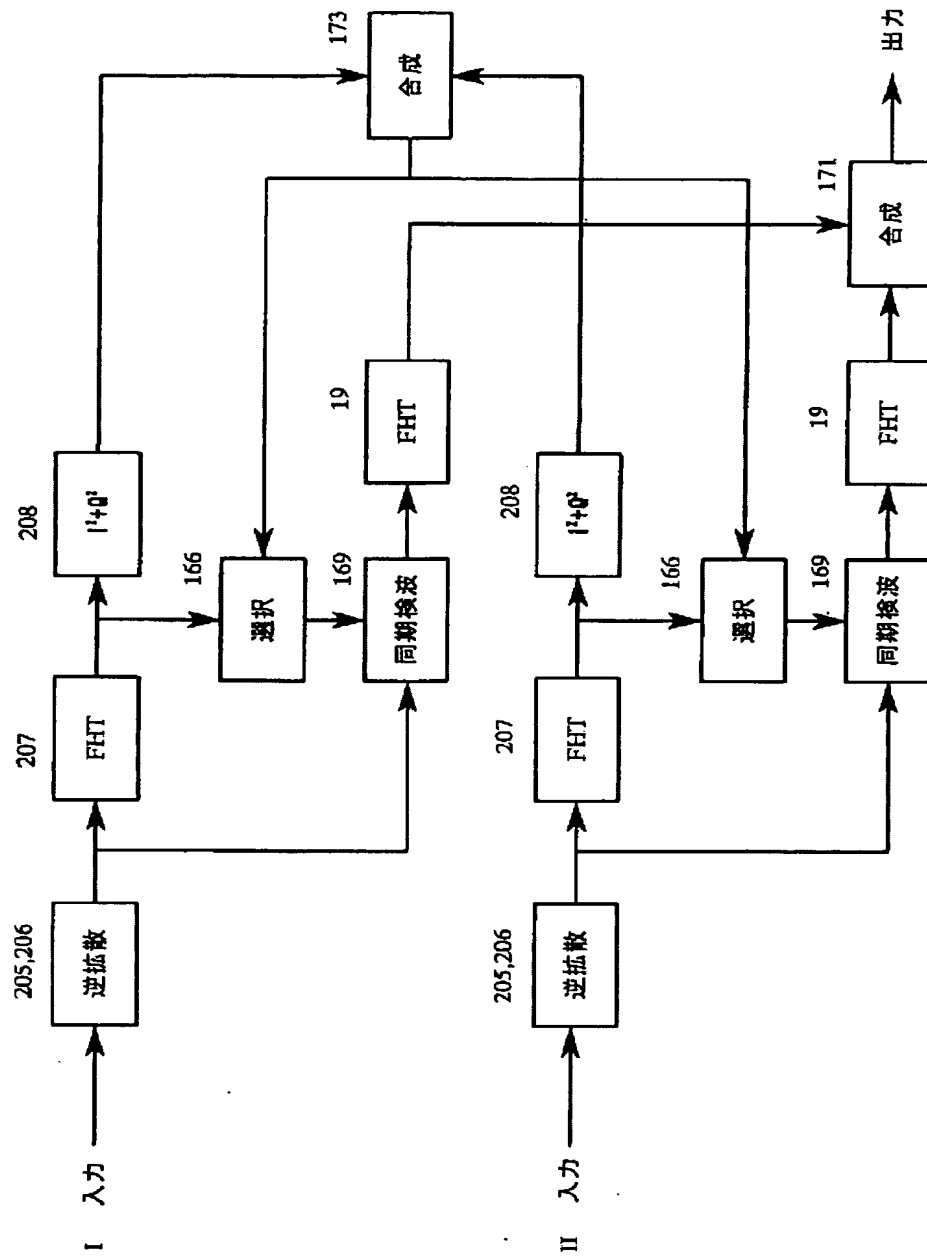 I 入力
205,206
逆拡散
207
FHT
208
I²+Q²
166
選択
169
同期検波
19
FHT
173
合成
II 入力
205,206
逆拡散
207
FHT
208
I²+Q²
166
選択
169
同期検波
19
FHT
171
合成
出力